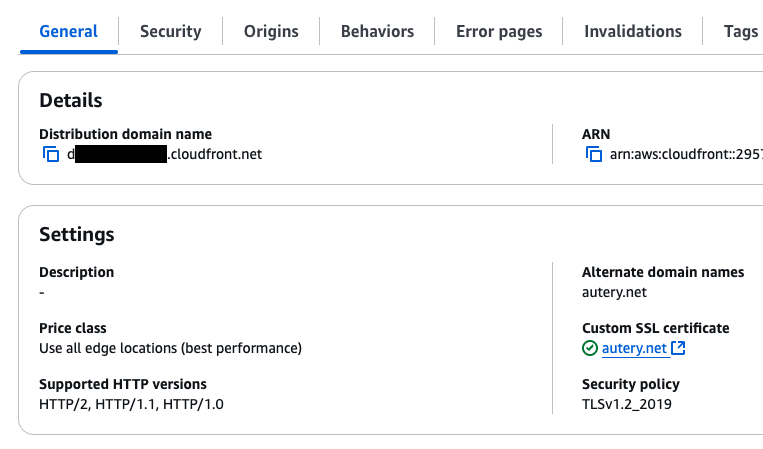 General Security Origins Behaviors Error pages Invalidations Tags
Details
Distribution domain name
d .cloudfront.net
ARN
arn:aws:cloudfront::2957
Settings
Description
-
Price class
Use all edge locations (best performance)
Supported HTTP versions
HTTP/2, HTTP/1.1, HTTP/1.0
Alternate domain names
autery.net
Custom SSL certificate
autery.net
Security policy
TLSv1.2_2019